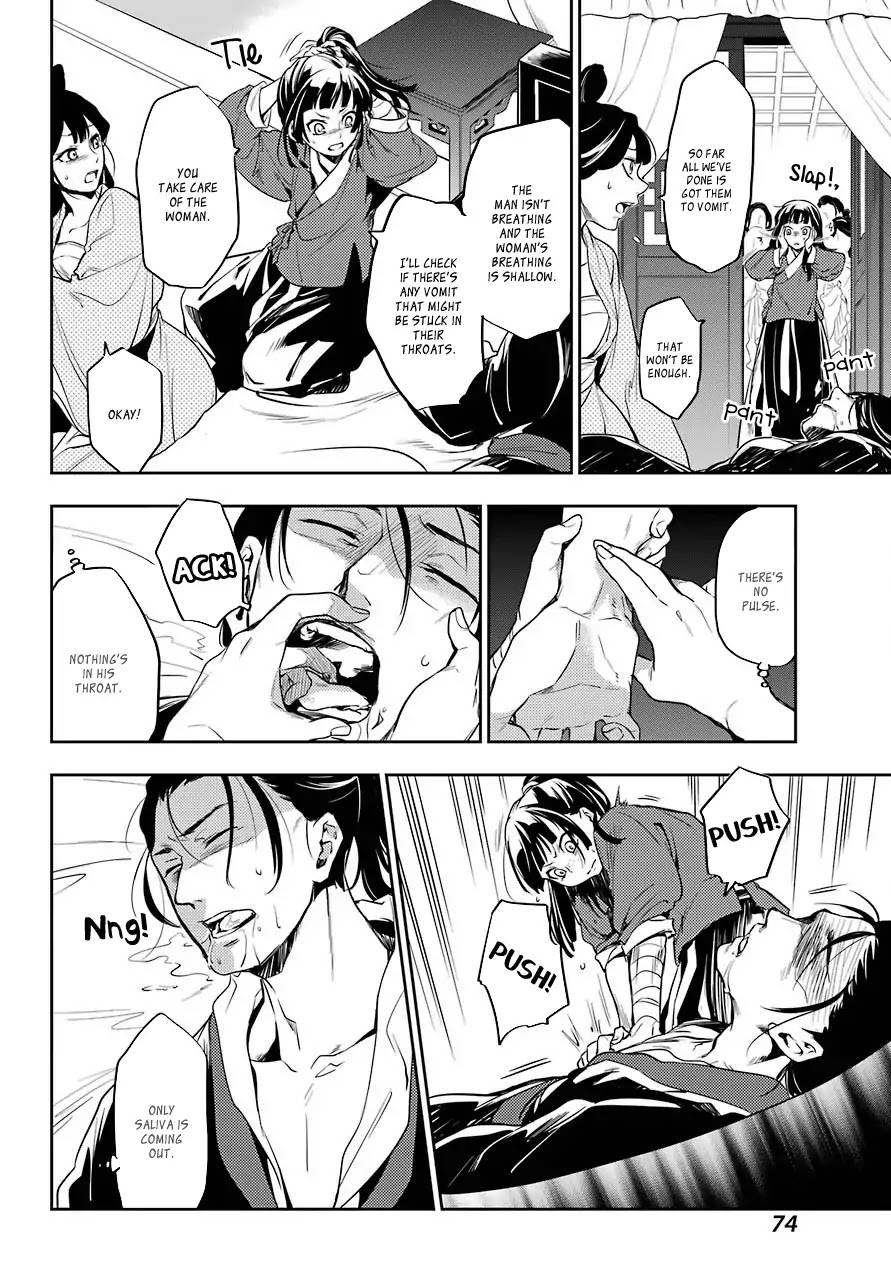 Slap!,
SO FAR
ALL WE'VE
DONE IS
GOT THEM
TO VOMIT.
THAT
WON'T BE
ENOUGH.
pant
pant
Tie
THE
MAN ISN'T
BREATHING
AND THE
WOMAN'S
BREATHING
IS SHALLOW.
I'LL CHECK
IF THERE'S
ANY VOMIT
THAT MIGHT
BE STUCK IN
THEIR
THROATS.
YOU
TAKE CARE
OF THE
WOMAN.
OKAY!
THERE'S
NO
PULSE.
ACK!
NOTHING'S
IN HIS
THROAT.
PUSH!
PUSH!
Nng!
ONLY
SALIVA IS
COMING
OUT.
74